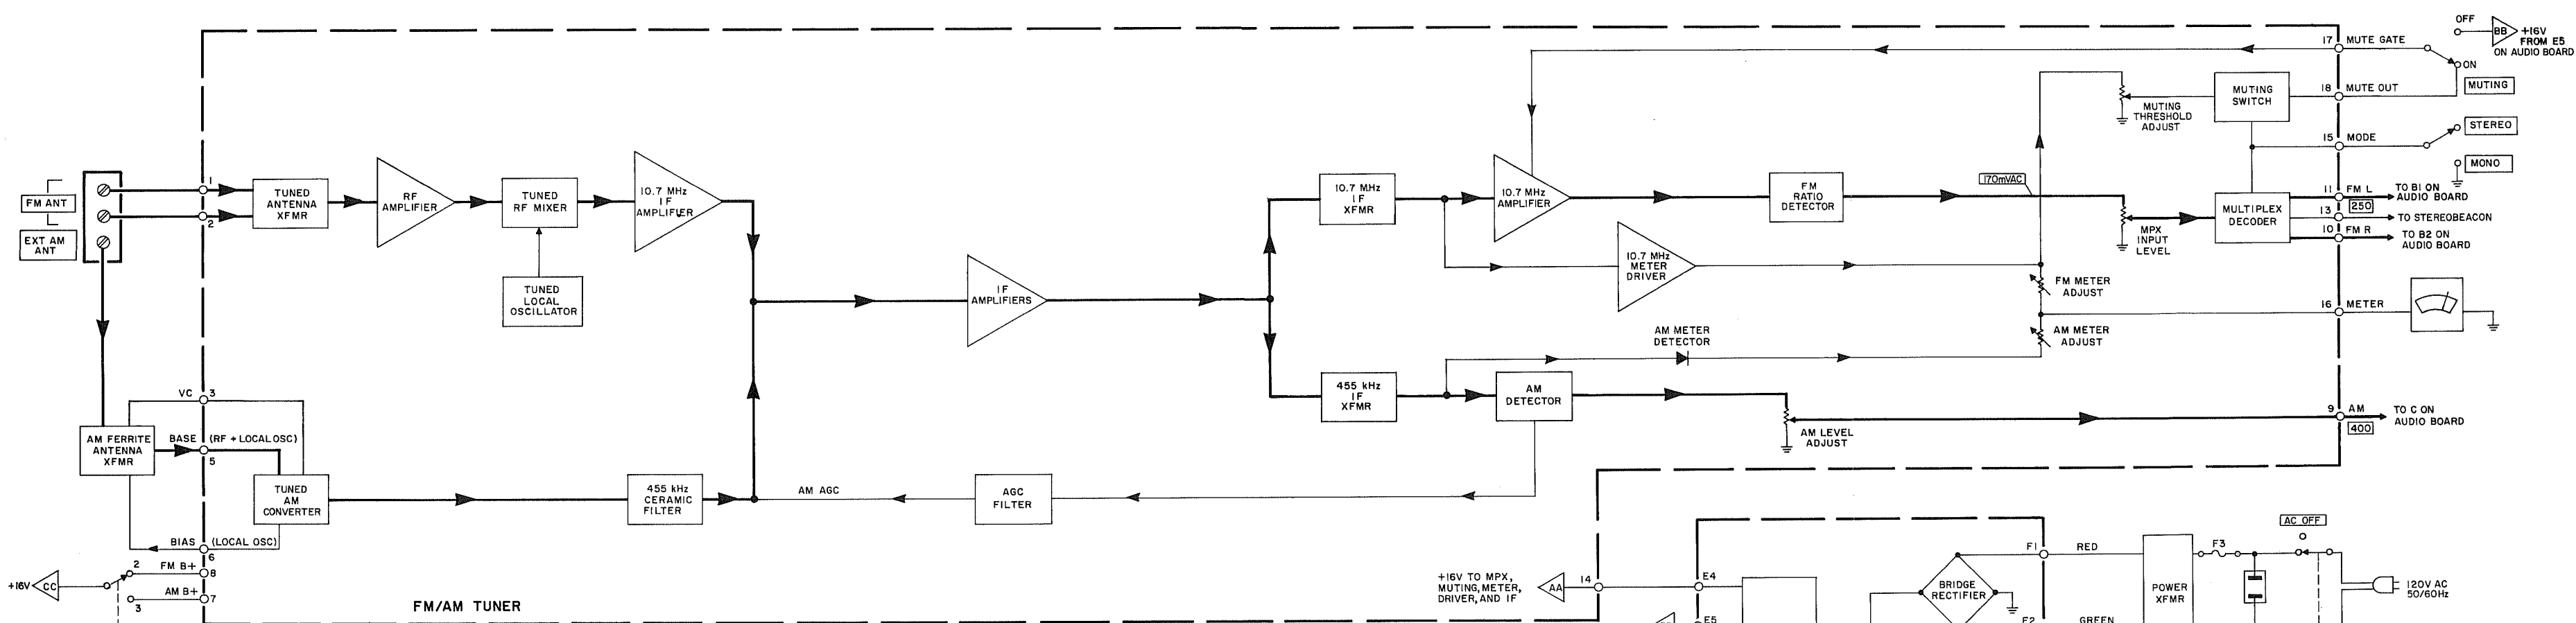 OFF
BB
+16V
FROM E5
ON AUDIO BOARD
17
MUTE GATE
ON
MUTING
SWITCH
18
MUTE OUT
MUTING
MUTING
THRESHOLD
ADJUST
15
MODE
STEREO
MONO
FM ANT
EXT AM
ANT
1
2
TUNED
ANTENNA
XFMR
RF
AMPLIFIER
TUNED
RF MIXER
10.7 MHz
IF
AMPLIFIER
TUNED
LOCAL
OSCILLATOR
IF
AMPLIFIERS
10.7 MHz
IF
XFMR
10.7 MHz
AMPLIFIER
FM
RATIO
DETECTOR
170mVAC
10.7 MHz
METER
DRIVER
MPX
INPUT
LEVEL
MULTIPLEX
DECODER
11
FM L
TO B1 ON
AUDIO BOARD
250
13
TO STEREOBEACON
10
FM R
TO B2 ON
AUDIO BOARD
FM METER
ADJUST
16
METER
AM METER
DETECTOR
AM METER
ADJUST
455 kHz
IF
XFMR
AM
DETECTOR
AM LEVEL
ADJUST
9
AM
TO C ON
AUDIO BOARD
400
VC
3
AM FERRITE
ANTENNA
XFMR
BASE
(RF + LOCAL OSC)
5
TUNED
AM
CONVERTER
455 kHz
CERAMIC
FILTER
AM AGC
AGC
FILTER
BIAS
(LOCAL OSC)
6
+16V
CC
2
FM B+
8
3
AM B+
7
FM/AM TUNER
+16V TO MPX,
MUTING, METER,
DRIVER, AND IF
AA
14
E4
E5
BRIDGE
RECTIFIER
F1
RED
F2
GREEN
POWER
XFMR
F3
AC OFF
120V AC
50/60Hz